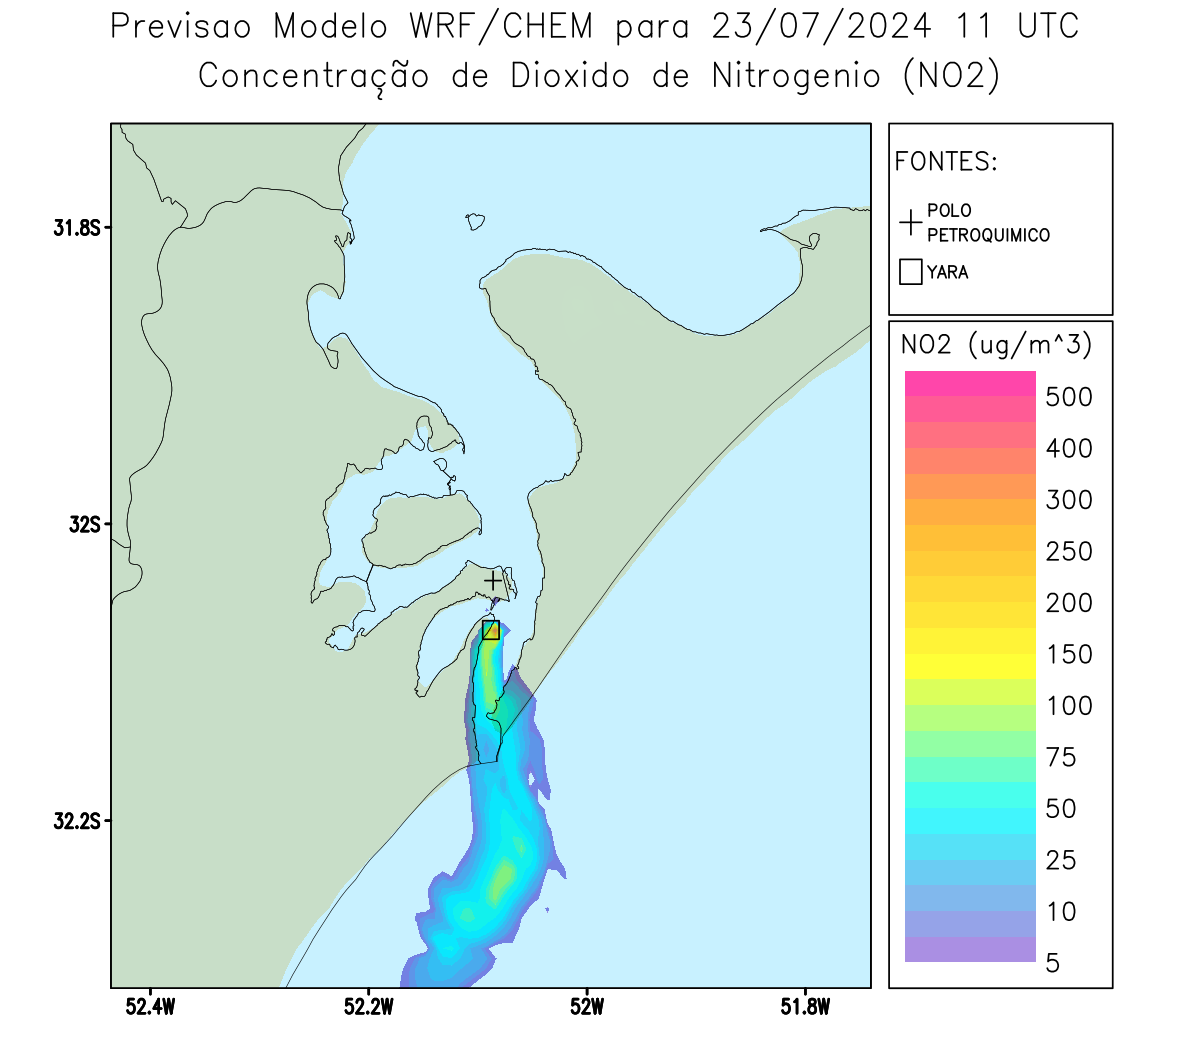 Previsao Modelo WRF/CHEM para 23/07/2024 11 UTC
Concentração de Dioxido de Nitrogenio (NO2)
FONTES:
POLO
PETROQUIMICO
YARA
NO2 (ug/m^3)
500
400
300
250
200
150
100
75
50
25
10
5
31.8S
32S
32.2S
52.4W
52.2W
52W
51.8W